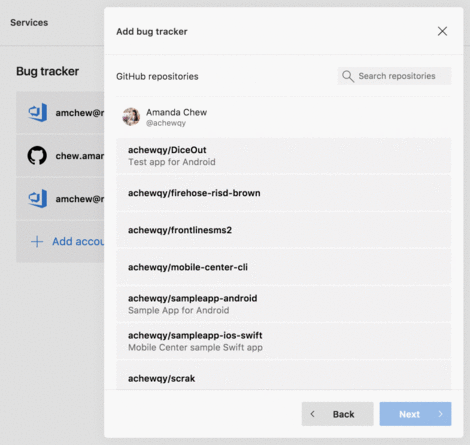 Services
Bug tracker
amchew@
chew.aman
amchew@
Add accou
Add bug tracker
GitHub repositories
Search repositories
Amanda Chew
@achewqy
achewqy/DiceOut
Test app for Android
achewqy/firehose-risd-brown
achewqy/frontlinesms2
achewqy/mobile-center-cli
achewqy/sampleapp-android
Sample App for Android
achewqy/sampleapp-ios-swift
Mobile Center sample Swift app
achewqy/scrak
Back
Next